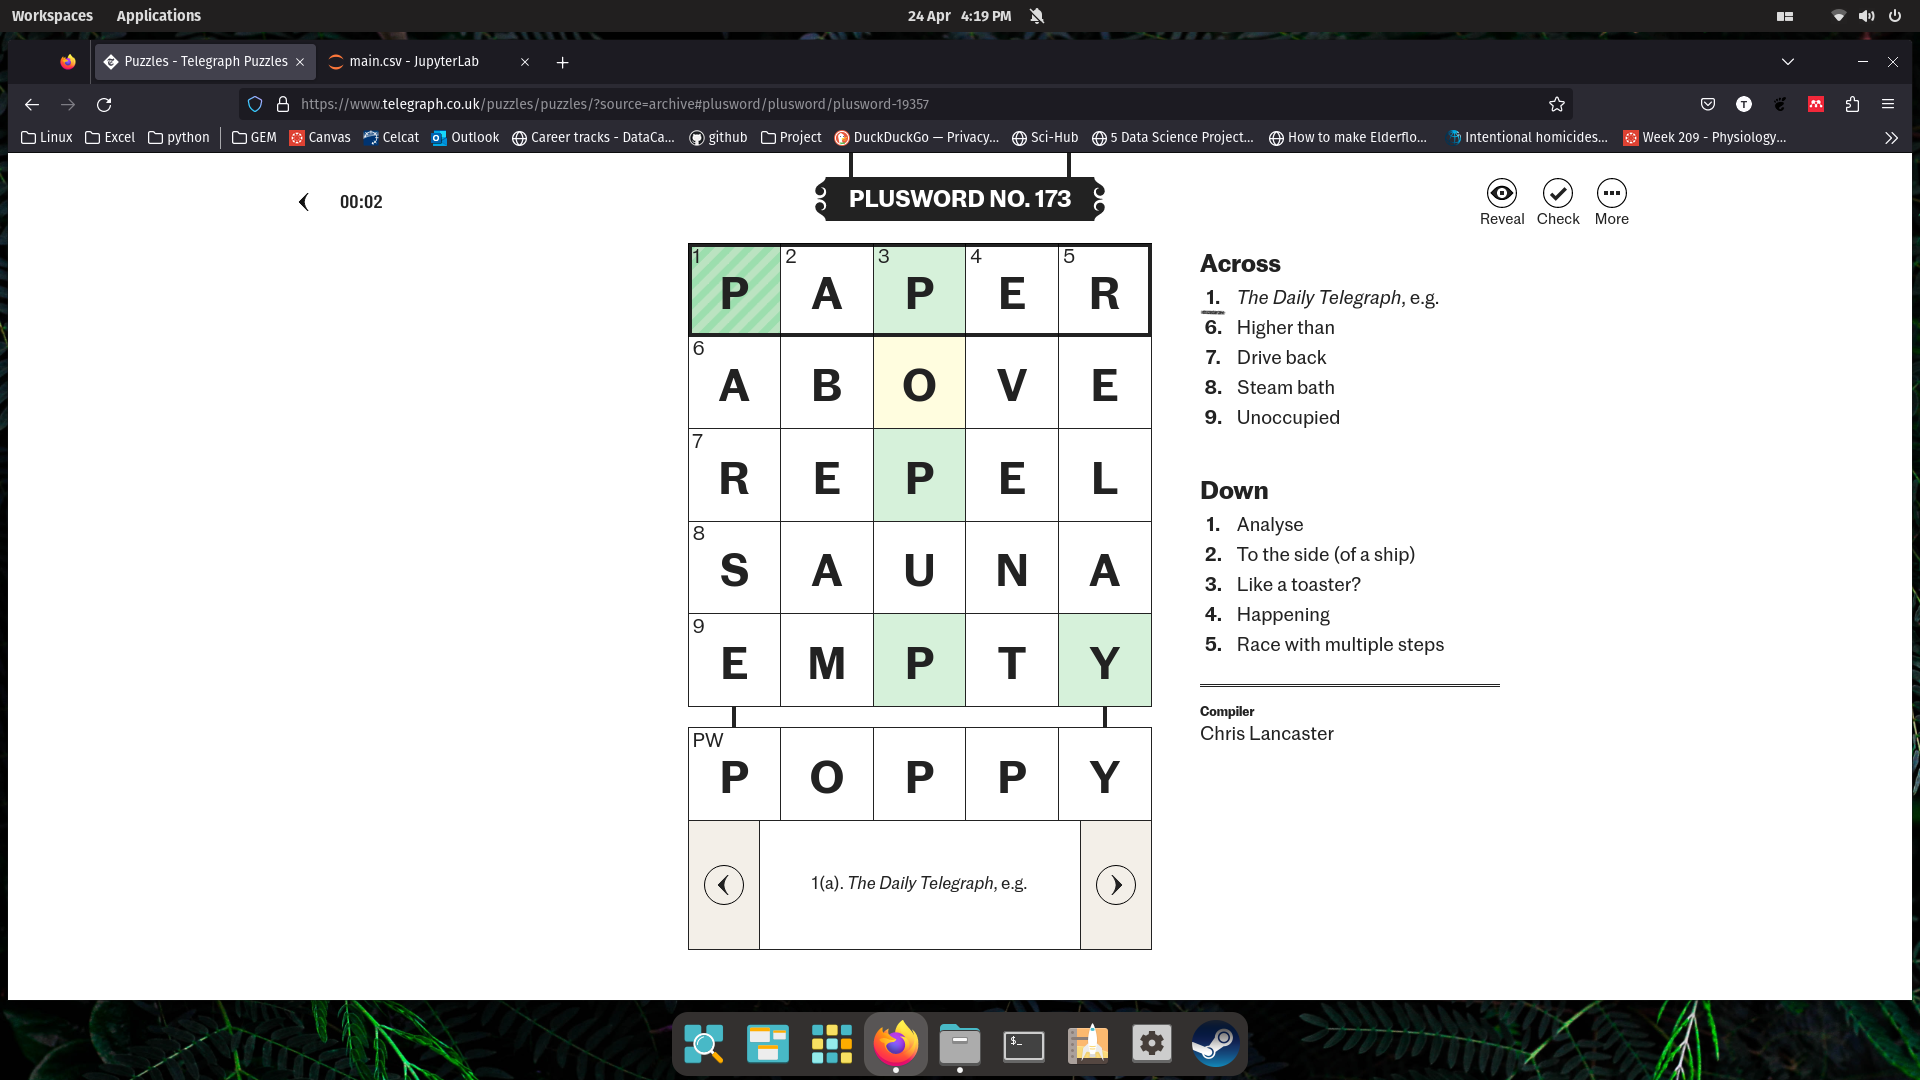 Workspaces Applications 24 Apr 4:19 PM
Puzzles - Telegraph Puzzles main.csv - JupyterLab
https://www.telegraph.co.uk/puzzles/puzzles/?source=archive#plusword/plusword/plusword-19357
Linux Excel python GEM Canvas Celcat Outlook Career tracks - DataCa... github Project DuckDuckGo — Privacy... Sci-Hub 5 Data Science Project... How to make Elderflo... Intentional homicides... Week 209 - Physiology...
00:02
PLUSWORD NO. 173
Reveal Check More
1 P 2 A 3 P 4 E 5 R
6 A B O V E
7 R E P E L
8 S A U N A
9 E M P T Y
PW P O P P Y
1(a). The Daily Telegraph, e.g.
Across
1. The Daily Telegraph, e.g.
6. Higher than
7. Drive back
8. Steam bath
9. Unoccupied
Down
1. Analyse
2. To the side (of a ship)
3. Like a toaster?
4. Happening
5. Race with multiple steps
Compiler
Chris Lancaster
$_